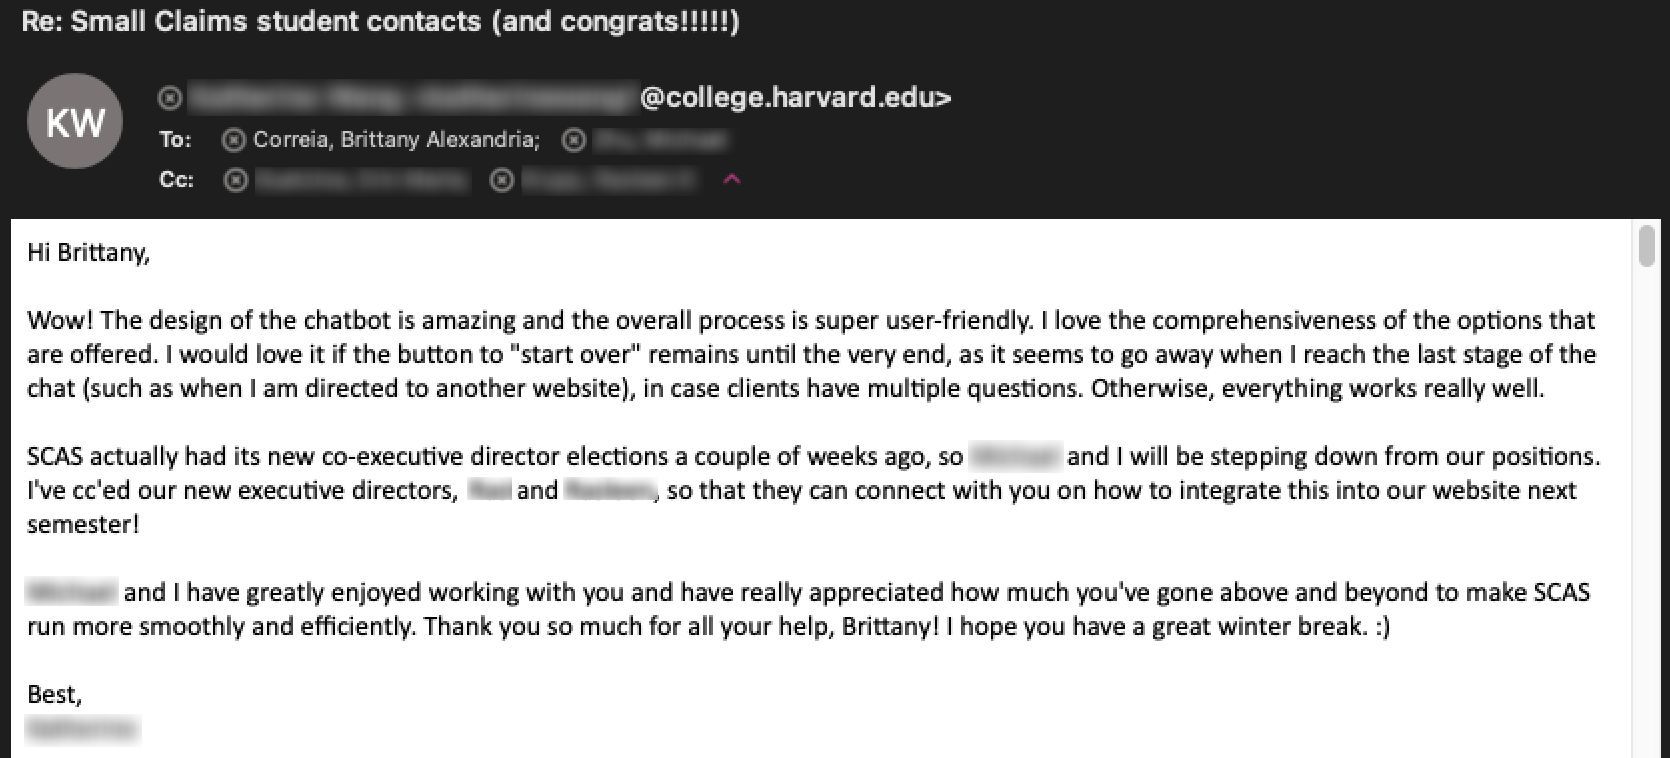 Re: Small Claims student contacts (and congrats!!!!!)
KW
@college.harvard.edu>
To: Correia, Brittany Alexandria;
Cc:
Hi Brittany,
Wow! The design of the chatbot is amazing and the overall process is super user-friendly. I love the comprehensiveness of the options that
are offered. I would love it if the button to "start over" remains until the very end, as it seems to go away when I reach the last stage of the
chat (such as when I am directed to another website), in case clients have multiple questions. Otherwise, everything works really well.
SCAS actually had its new co-executive director elections a couple of weeks ago, so and I will be stepping down from our positions.
I've cc'ed our new executive directors, and , so that they can connect with you on how to integrate this into our website next
semester!
and I have greatly enjoyed working with you and have really appreciated how much you've gone above and beyond to make SCAS
run more smoothly and efficiently. Thank you so much for all your help, Brittany! I hope you have a great winter break. :)
Best,